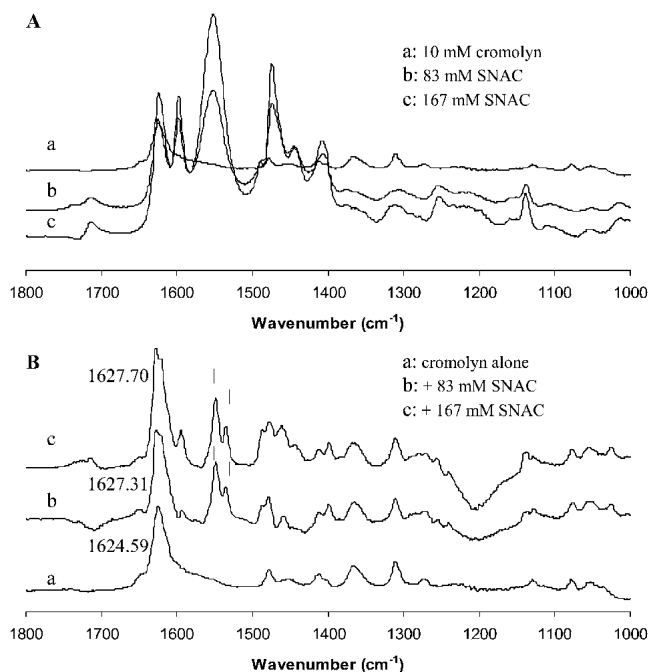 A
a: 10 mM cromolyn
b: 83 mM SNAC
c: 167 mM SNAC
a
b
c
1800 1700 1600 1500 1400 1300 1200 1100 1000
Wavenumber (cm⁻¹)
B
a: cromolyn alone
b: + 83 mM SNAC
c: + 167 mM SNAC
1627.70
c
1627.31
b
1624.59
a
1800 1700 1600 1500 1400 1300 1200 1100 1000
Wavenumber (cm⁻¹)